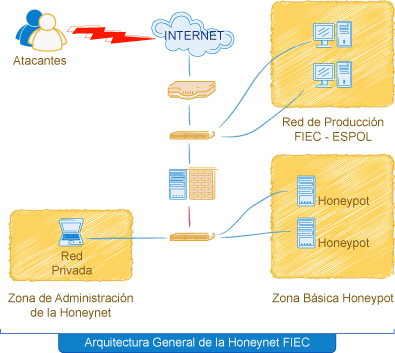 INTERNET
Atacantes
Red de Producción
FIEC - ESPOL
Honeypot
Honeypot
Red
Privada
Zona de Administración
de la Honeynet
Zona Básica Honeypot
Arquitectura General de la Honeynet FIEC